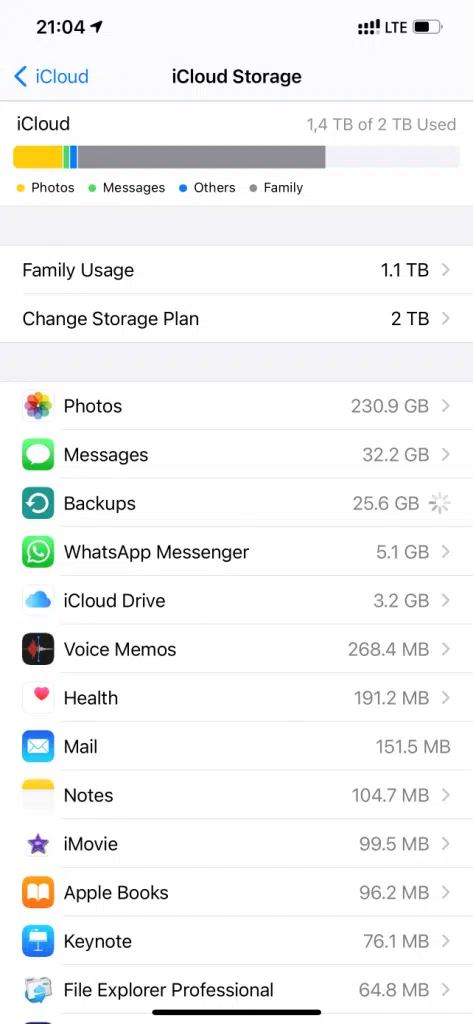 21:04 LTE
iCloud iCloud Storage
iCloud 1,4 TB of 2 TB Used
Photos Messages Others Family
Family Usage 1.1 TB
Change Storage Plan 2 TB
Photos 230.9 GB
Messages 32.2 GB
Backups 25.6 GB
WhatsApp Messenger 5.1 GB
iCloud Drive 3.2 GB
Voice Memos 268.4 MB
Health 191.2 MB
Mail 151.5 MB
Notes 104.7 MB
iMovie 99.5 MB
Apple Books 96.2 MB
Keynote 76.1 MB
File Explorer Professional 64.8 MB